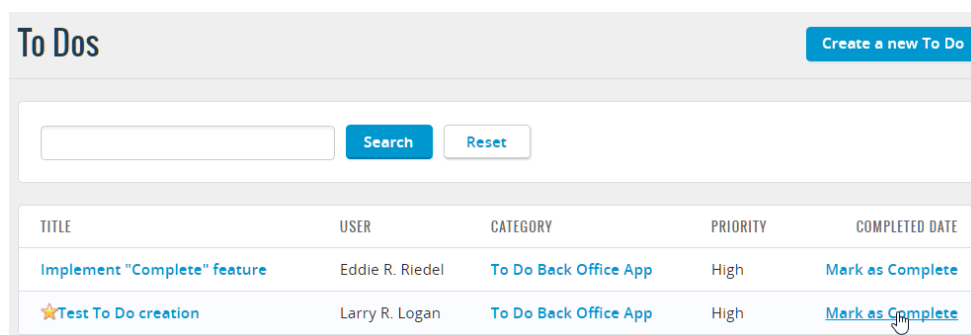 To Dos
Create a new To Do
Search Reset
TITLE USER CATEGORY PRIORITY COMPLETED DATE
Implement "Complete" feature Eddie R. Riedel To Do Back Office App High Mark as Complete
Test To Do creation Larry R. Logan To Do Back Office App High Mark as Complete